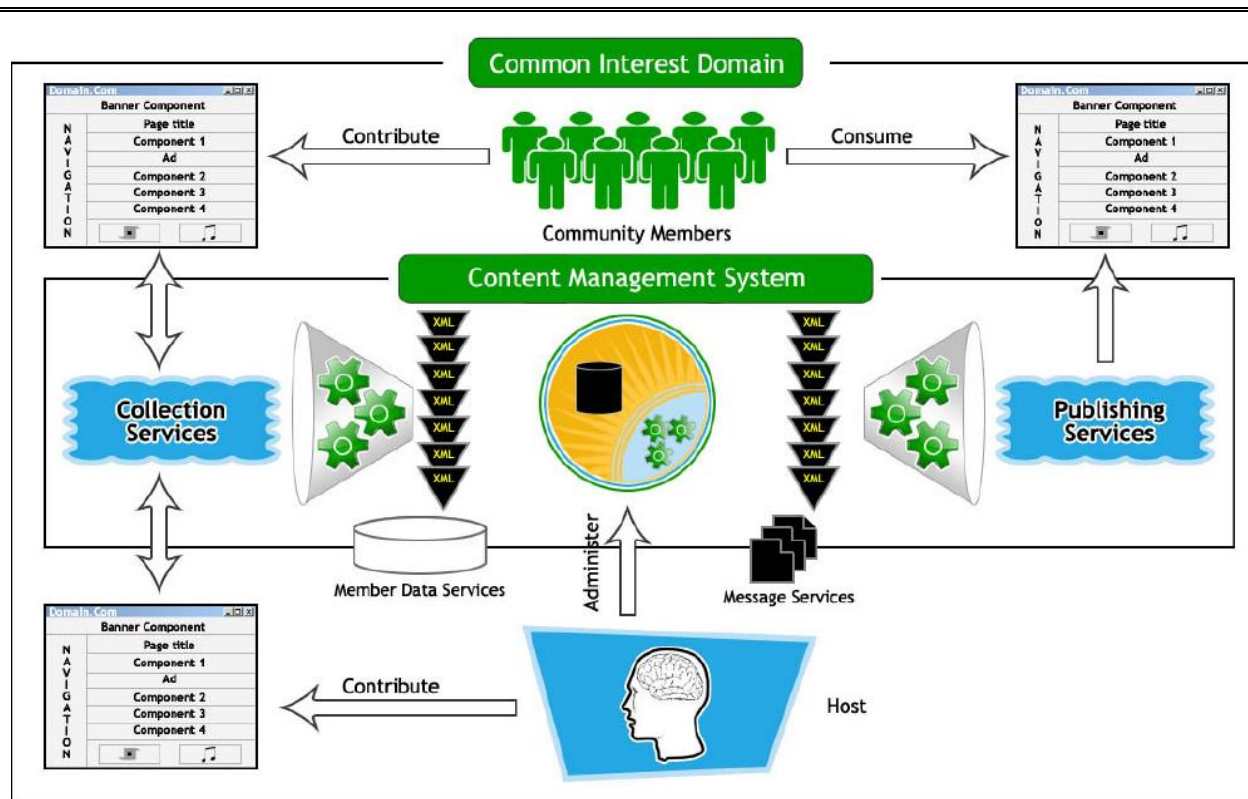 Common Interest Domain
Domain.Com
Banner Component
NAVIGATION
Page title
Component 1
Ad
Component 2
Component 3
Component 4
Contribute
Community Members
Consume
Domain.Com
Banner Component
NAVIGATION
Page title
Component 1
Ad
Component 2
Component 3
Component 4
Content Management System
Collection
Services
XML
XML
XML
XML
XML
XML
XML
XML
XML
XML
XML
XML
XML
XML
Publishing
Services
Member Data Services
Administer
Message Services
Domain.Com
Banner Component
NAVIGATION
Page title
Component 1
Ad
Component 2
Component 3
Component 4
Contribute
Host